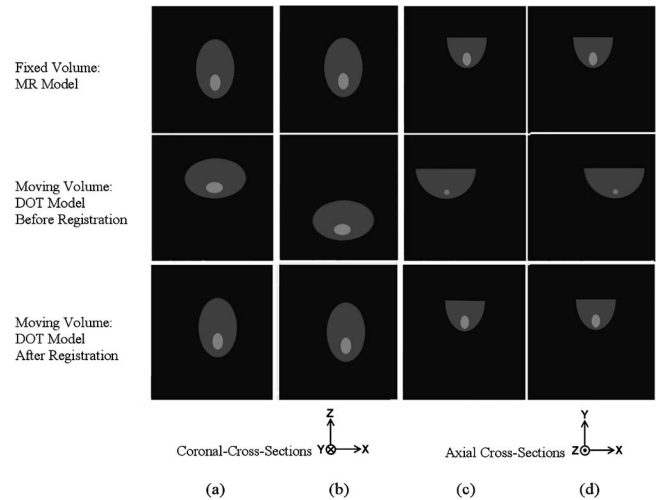 Fixed Volume:
MR Model
Moving Volume:
DOT Model
Before Registration
Moving Volume:
DOT Model
After Registration
Z
Coronal-Cross-Sections Y X
Y
Axial Cross-Sections Z X
(a) (b) (c) (d)